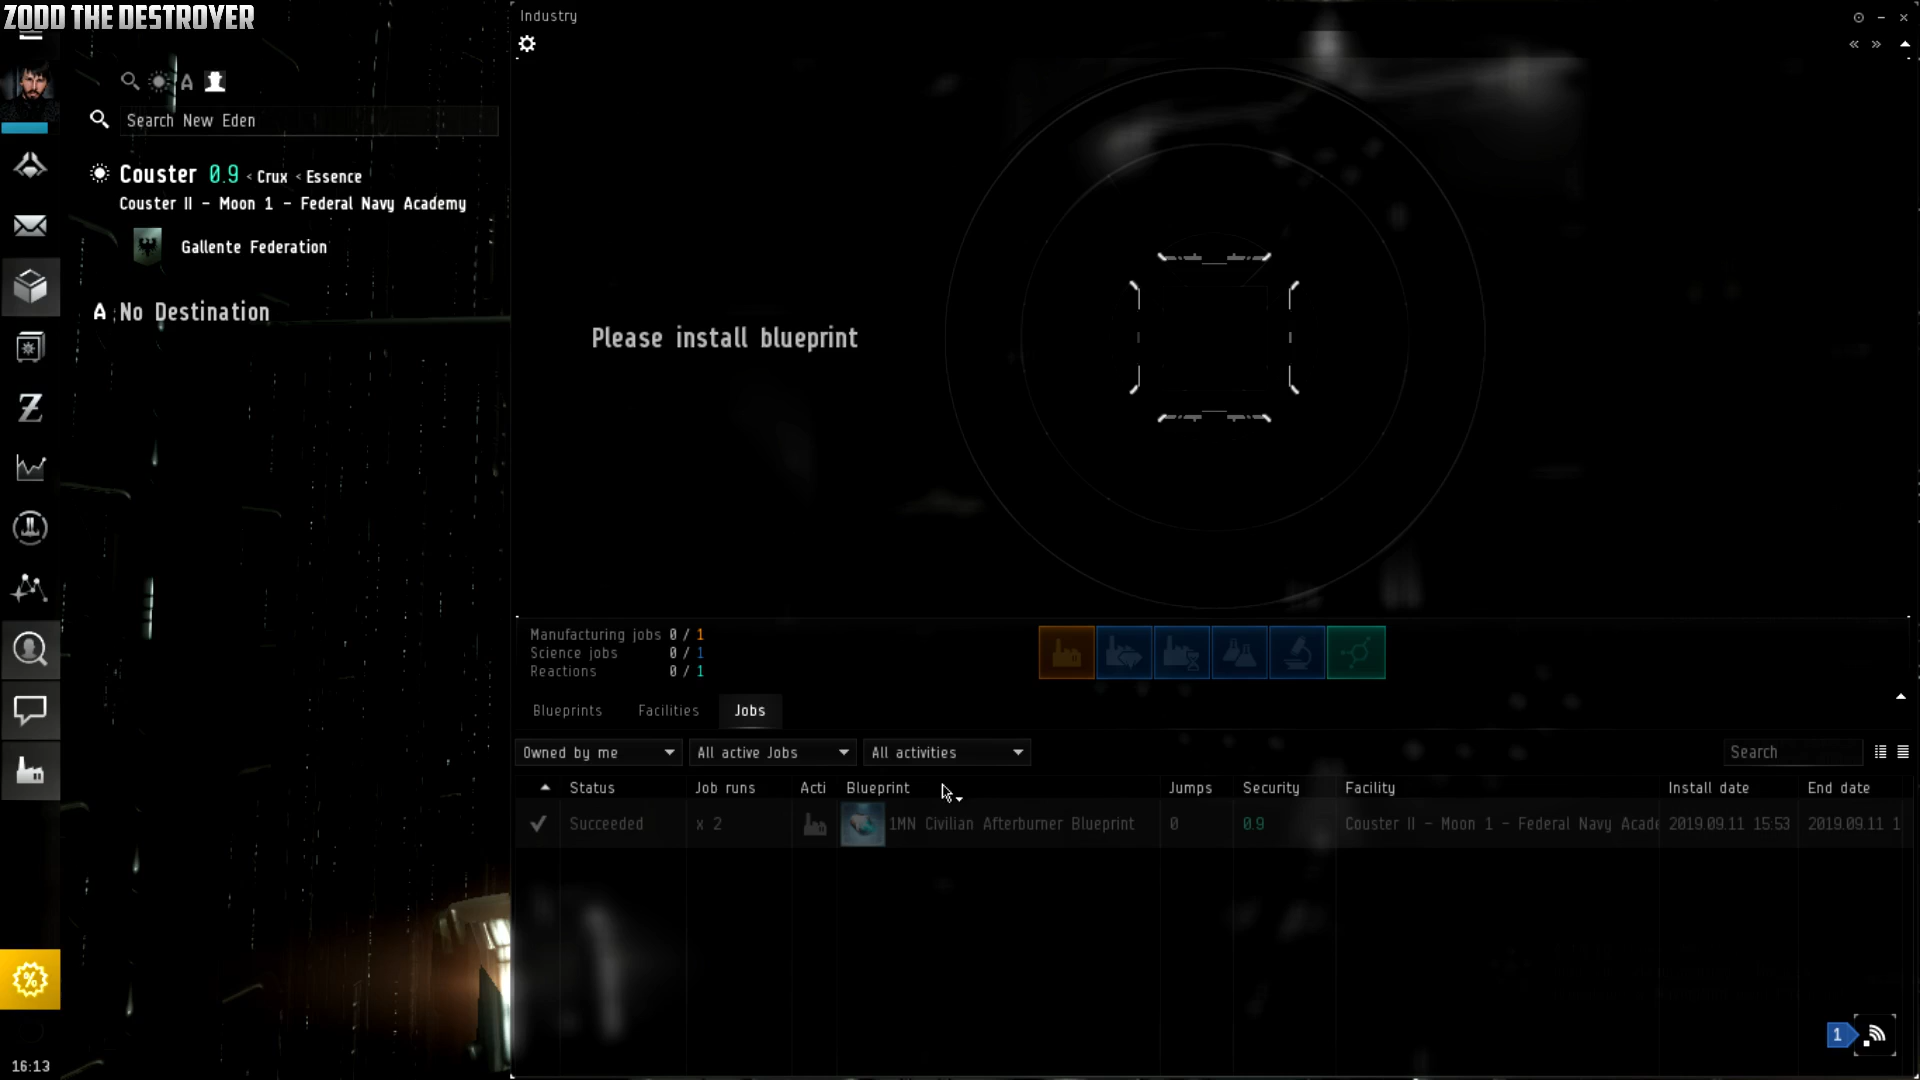 ZODD THE DESTROYER
Industry
Search New Eden
Couster 0.9 < Crux < Essence
Couster II - Moon 1 - Federal Navy Academy
Gallente Federation
No Destination
Please install blueprint
Manufacturing jobs 0 / 1
Science jobs 0 / 1
Reactions 0 / 1
Blueprints Facilities Jobs
Owned by me All active Jobs All activities Search
Status Job runs Acti Blueprint Jumps Security Facility Install date End date
Succeeded x 2 1MN Civilian Afterburner Blueprint 0 0.9 Couster II - Moon 1 - Federal Navy Acade 2019.09.11 15:53 2019.09.11 1
%
1
16:13